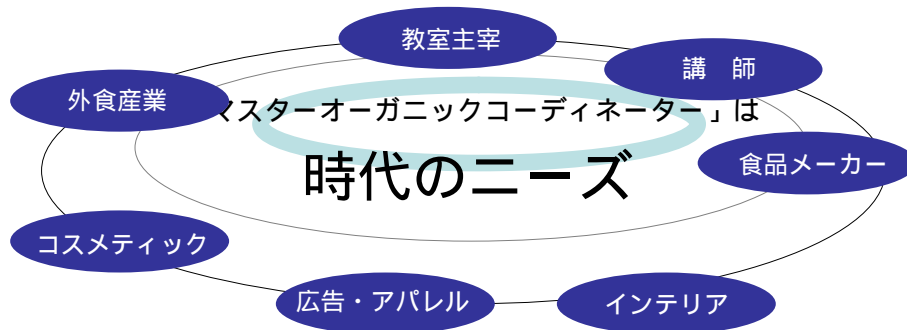 教室主宰
講　師
外食産業
マスターオーガニックコーディネーター」は
時代のニーズ
食品メーカー
コスメティック
広告・アパレル
インテリア